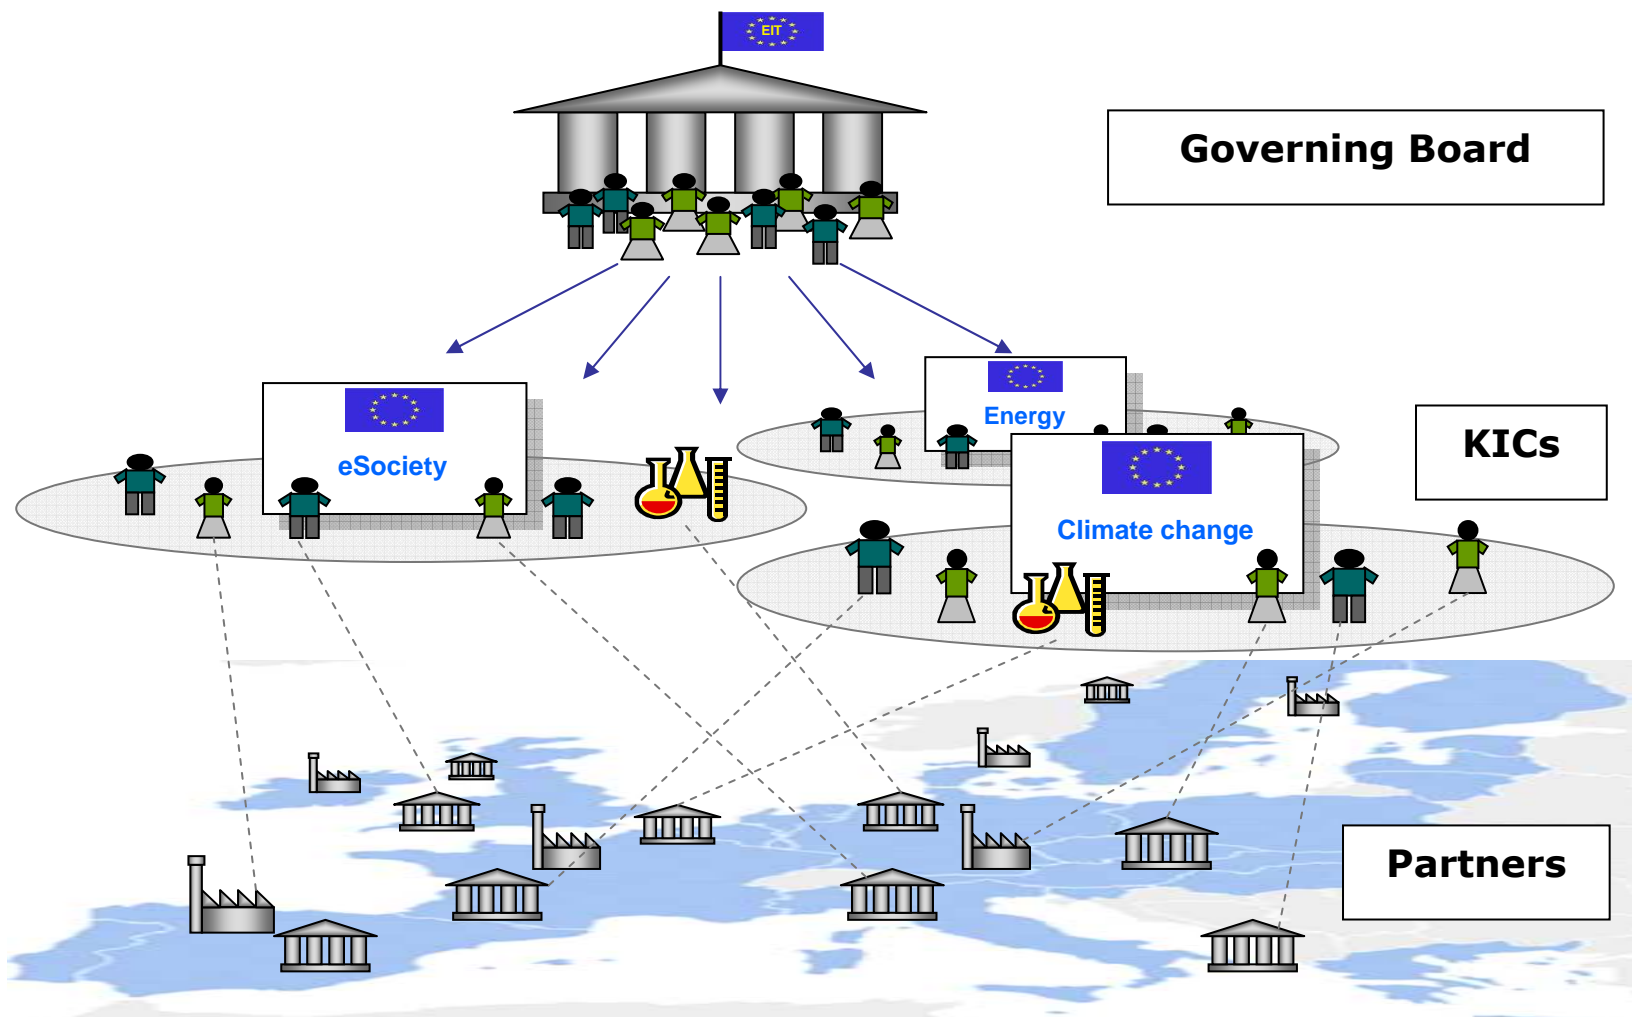 EIT
Governing Board
Energy
KICs
eSociety
Climate change
Partners